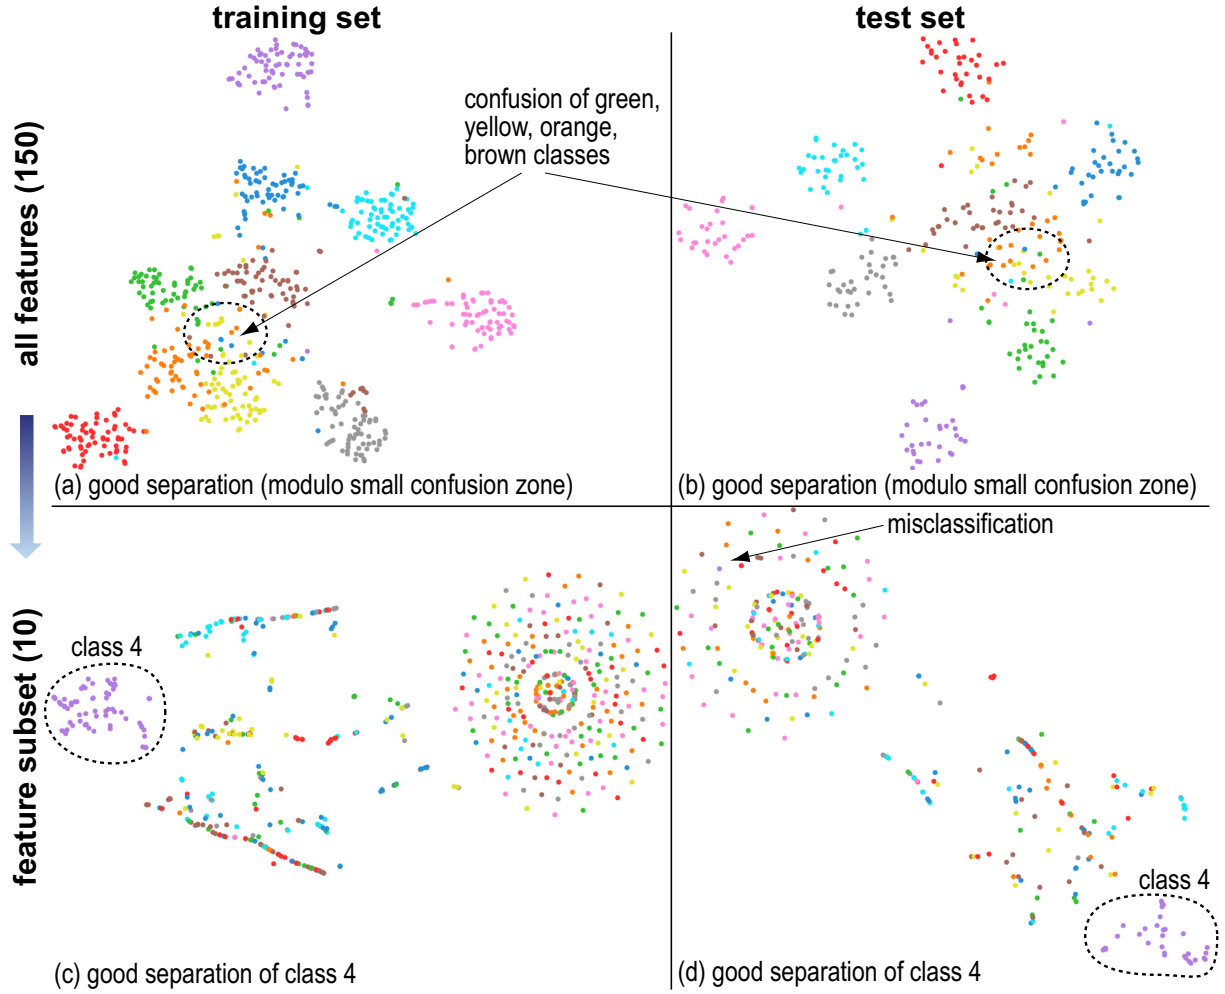 training set
test set
all features (150)
confusion of green,
yellow, orange,
brown classes
(a) good separation (modulo small confusion zone)
(b) good separation (modulo small confusion zone)
feature subset (10)
class 4
misclassification
class 4
(c) good separation of class 4
(d) good separation of class 4